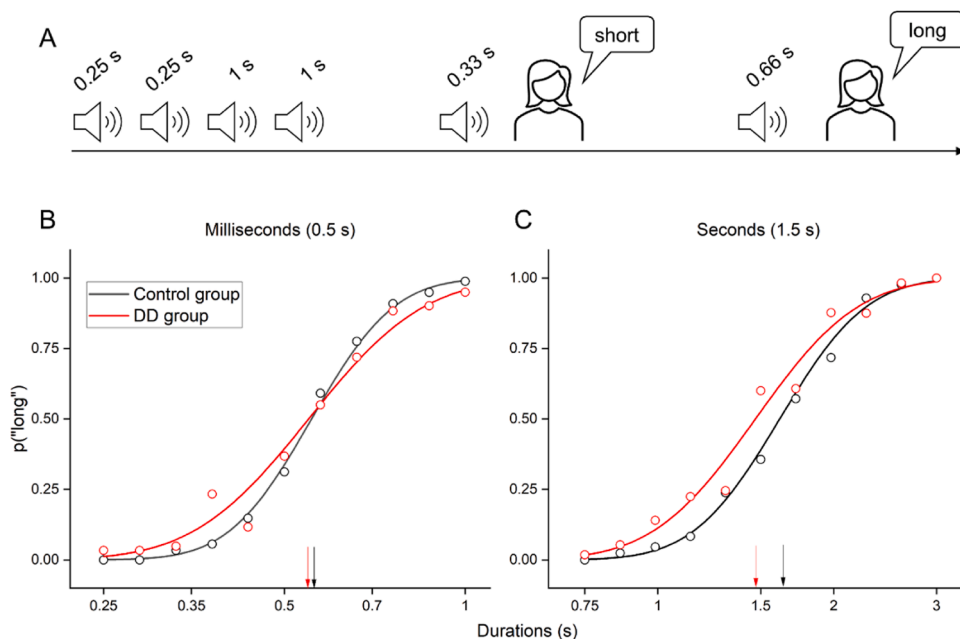 A
0.25 s
0.25 s
1 s
1 s
0.33 s
short
0.66 s
long
B
Milliseconds (0.5 s)
Control group
DD group
p("long")
1.00
0.75
0.50
0.25
0.00
0.25
0.35
0.5
0.7
1
C
Seconds (1.5 s)
1.00
0.75
0.50
0.25
0.00
0.75
1
1.5
2
3
Durations (s)